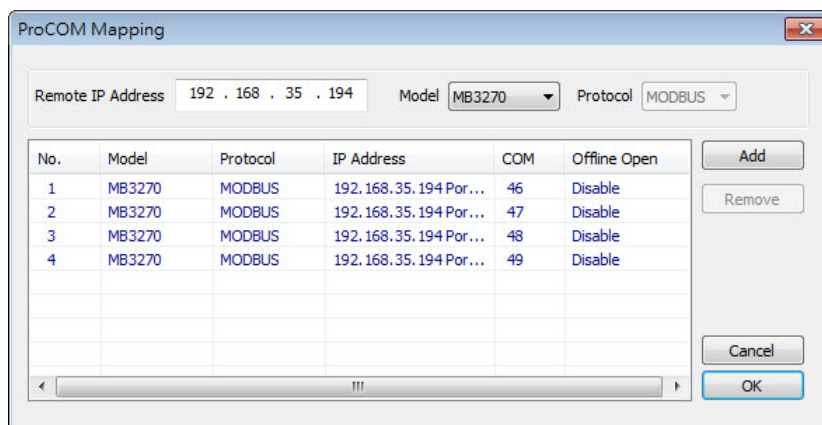 ProCOM Mapping
Remote IP Address 192 . 168 . 35 . 194 Model MB3270 Protocol MODBUS
No. Model Protocol IP Address COM Offline Open
1 MB3270 MODBUS 192.168.35.194 Por... 46 Disable
2 MB3270 MODBUS 192.168.35.194 Por... 47 Disable
3 MB3270 MODBUS 192.168.35.194 Por... 48 Disable
4 MB3270 MODBUS 192.168.35.194 Por... 49 Disable
Add
Remove
Cancel
OK